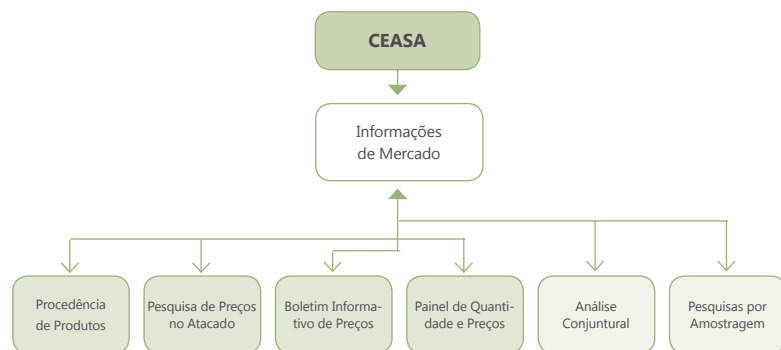 CEASA
Informações
de Mercado
Procedência
de Produtos
Pesquisa de Preços
no Atacado
Boletim Informa-
tivo de Preços
Painel de Quanti-
dade e Preços
Análise
Conjuntural
Pesquisas por
Amostragem